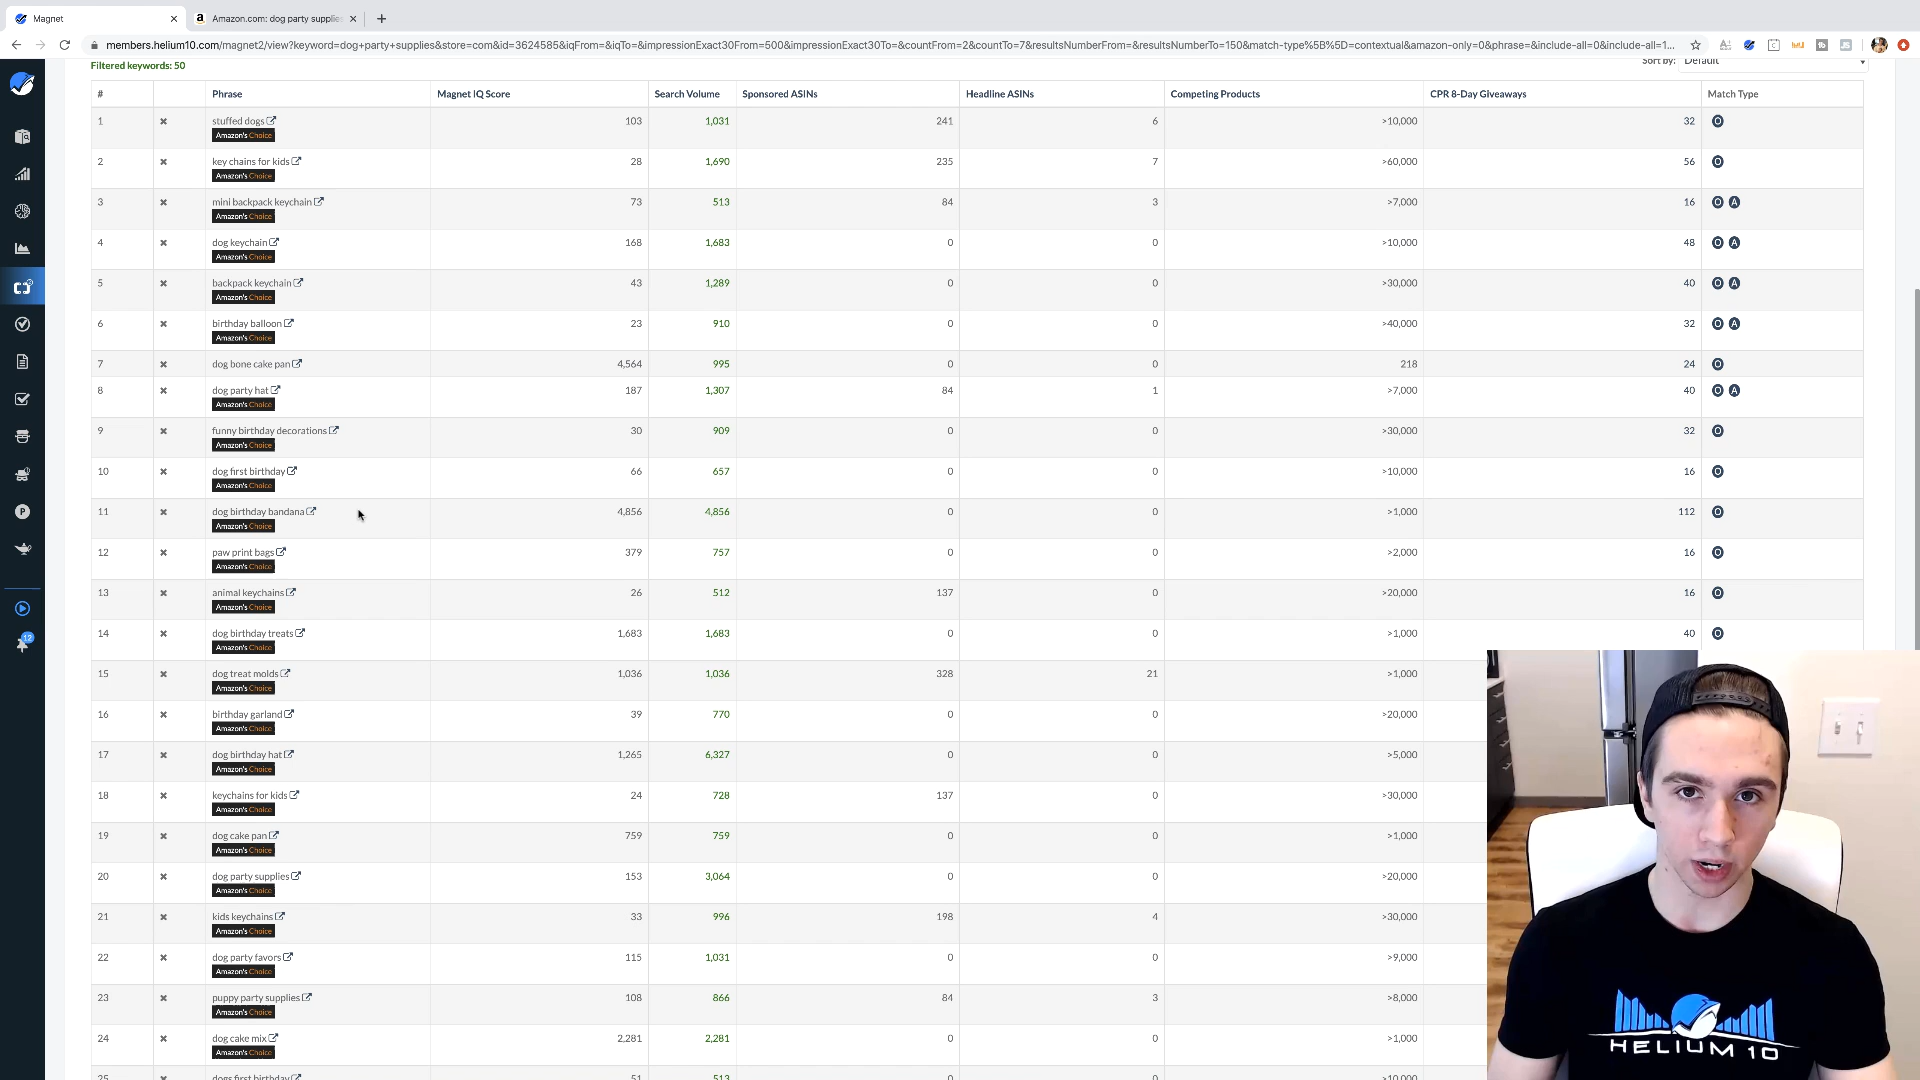 Magnet
Amazon.com: dog party supplies
members.helium10.com/magnet2/view?keyword=dog+party+supplies&store=com&id=3624585&iqFrom=&iqTo=&impressionExact30From=500&impressionExact30To=&countFrom=2&countTo=7&resultsNumberFrom=&resultsNumberTo=150&match-type%5B%5D=contextual&amazon-only=0&phrase=&include-all=0&include-all=1...
Filtered keywords: 50
Sort by: Default
# Phrase Magnet IQ Score Search Volume Sponsored ASINs Headline ASINs Competing Products CPR 8-Day Giveaways Match Type
1 stuffed dogs 103 1,031 241 6 >10,000 32 O
Amazon's Choice
2 key chains for kids 28 1,690 235 7 >60,000 56 O
Amazon's Choice
3 mini backpack keychain 73 513 84 3 >7,000 16 O A
Amazon's Choice
4 dog keychain 168 1,683 0 0 >10,000 48 O A
Amazon's Choice
5 backpack keychain 43 1,289 0 0 >30,000 40 O A
Amazon's Choice
6 birthday balloon 23 910 0 0 >40,000 32 O A
Amazon's Choice
7 dog bone cake pan 4,564 995 0 0 218 24 O
8 dog party hat 187 1,307 84 1 >7,000 40 O A
Amazon's Choice
9 funny birthday decorations 30 909 0 0 >30,000 32 O
Amazon's Choice
10 dog first birthday 66 657 0 0 >10,000 16 O
Amazon's Choice
11 dog birthday bandana 4,856 4,856 0 0 >1,000 112 O
Amazon's Choice
12 paw print bags 379 757 0 0 >2,000 16 O
Amazon's Choice
13 animal keychains 26 512 137 0 >20,000 16 O
Amazon's Choice
14 dog birthday treats 1,683 1,683 0 0 >1,000 40 O
Amazon's Choice
15 dog treat molds 1,036 1,036 328 21 >1,000
Amazon's Choice
16 birthday garland 39 770 0 0 >20,000
Amazon's Choice
17 dog birthday hat 1,265 6,327 0 0 >5,000
Amazon's Choice
18 keychains for kids 24 728 137 0 >30,000
Amazon's Choice
19 dog cake pan 759 759 0 0 >1,000
Amazon's Choice
20 dog party supplies 153 3,064 0 0 >20,000
Amazon's Choice
21 kids keychains 33 996 198 4 >30,000
Amazon's Choice
22 dog party favors 115 1,031 0 0 >9,000
Amazon's Choice
23 puppy party supplies 108 866 84 3 >8,000
Amazon's Choice
24 dog cake mix 2,281 2,281 0 0 >1,000
Amazon's Choice
25 dogs first birthday 51 513 0 0 >10,000
P
12
HELIUM 10